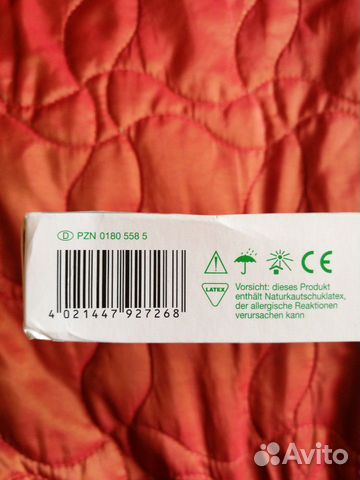 D PZN 0180 558 5
4 021447 927268
CE
LATEX
Vorsicht: dieses Produkt
enthält Naturkautschuklatex,
der allergische Reaktionen
verursachen kann
Avito